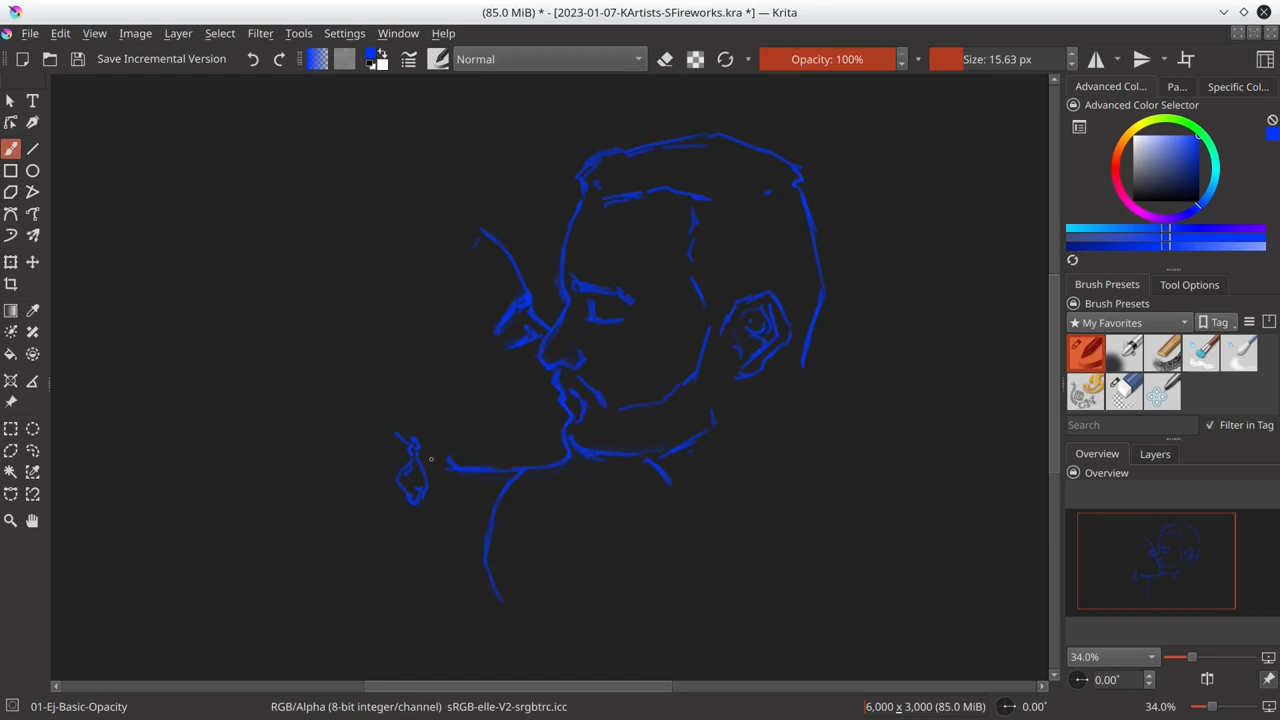 (85.0 MiB) * - [2023-01-07-KArtists-SFireworks.kra *] — Krita
File Edit View Image Layer Select Filter Tools Settings Window Help
Save Incremental Version Normal Opacity: 100% Size: 15.63 px
Advanced Col... Pa... Specific Col...
Advanced Color Selector
Brush Presets Tool Options
Brush Presets
★ My Favorites Tag
Search Filter in Tag
Overview Layers
Overview
34.0%
0.00°
01-Ej-Basic-Opacity RGB/Alpha (8-bit integer/channel) sRGB-elle-V2-srgbtrc.icc 6,000 x 3,000 (85.0 MiB) 0.00° 34.0%